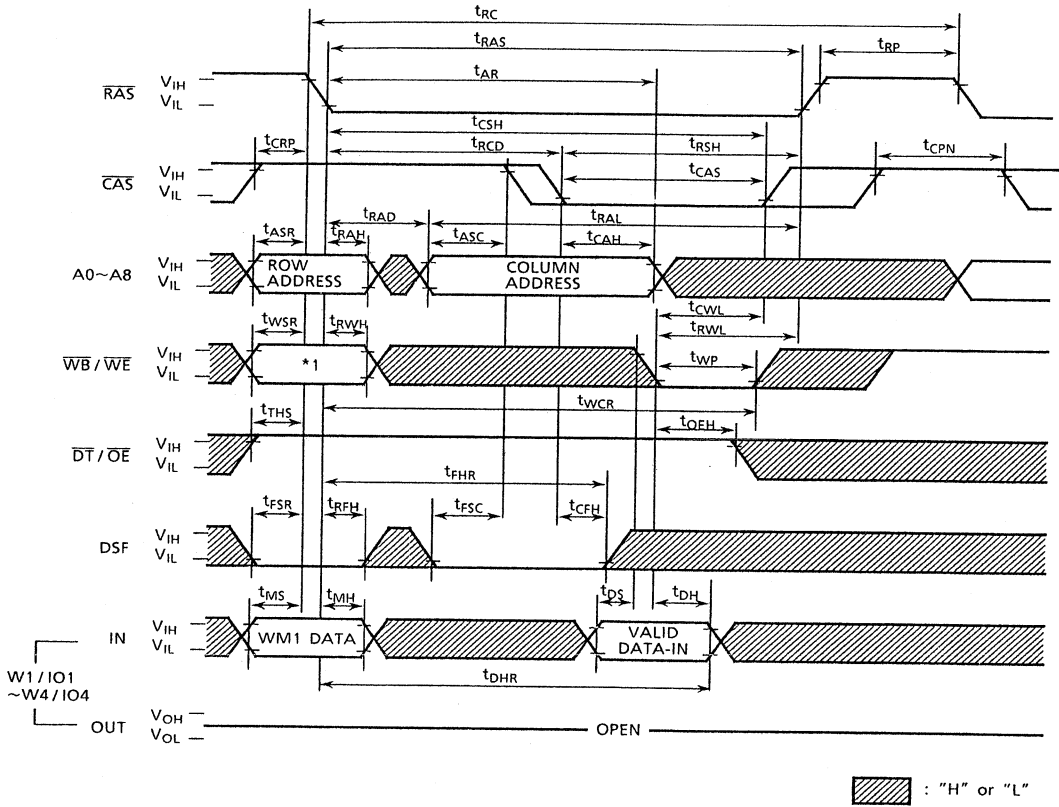 tRC
tRAS
tRP
tAR
RAS VIH
VIL
tCSH
tCRP
tRCD
tRSH
tCPN
CAS VIH
VIL
tCAS
tRAD
tRAL
tASR
tRAH
tASC
tCAH
A0~A8 VIH
VIL
ROW
ADDRESS
COLUMN
ADDRESS
tCWL
tWSR
tRWH
tRWL
WB/WE VIH
VIL
*1
tWP
tWCR
tTHS
tOEH
DT/OE VIH
VIL
tFHR
tFSR
tRFH
tFSC
tCFH
DSF VIH
VIL
tMS
tMH
tDS
tDH
IN VIH
VIL
WM1 DATA
VALID
DATA-IN
W1/IO1
~W4/IO4
tDHR
OUT VOH
VOL
OPEN
: "H" or "L"